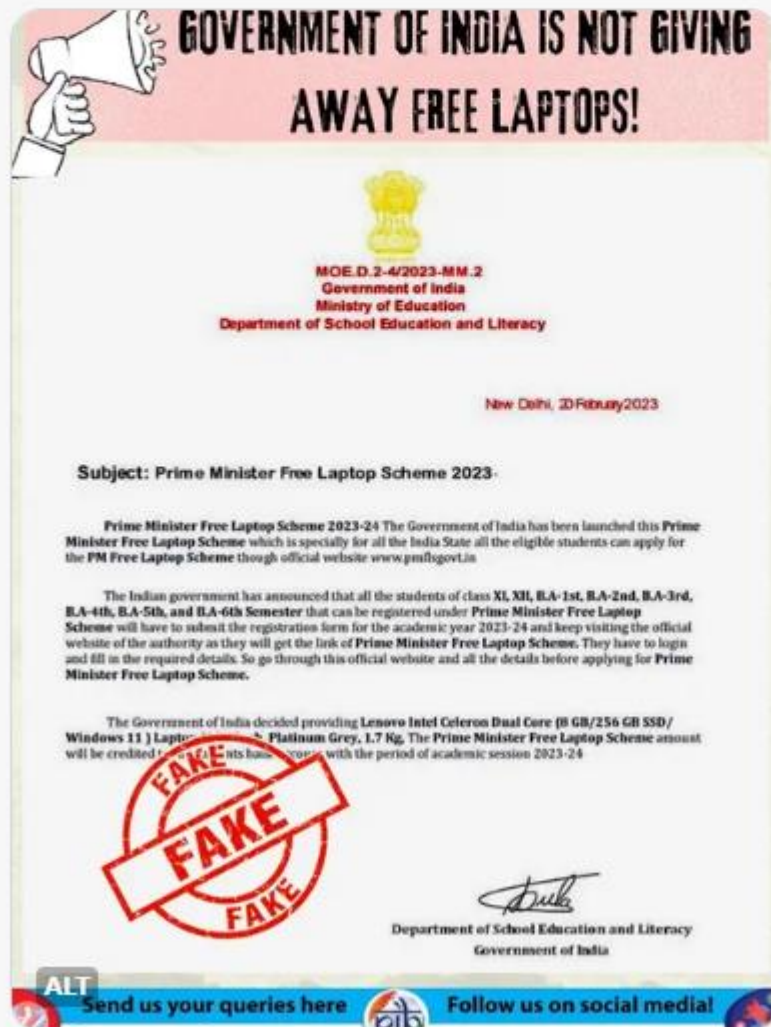 GOVERNMENT OF INDIA IS NOT GIVING
AWAY FREE LAPTOPS!
MOE.D.2-4/2023-MM.2
Government of India
Ministry of Education
Department of School Education and Literacy
New Delhi, 20 February 2023
Subject: Prime Minister Free Laptop Scheme 2023-
Prime Minister Free Laptop Scheme 2023-24 The Government of India has been launched this Prime
Minister Free Laptop Scheme which is specially for all the India State all the eligible students can apply for
the PM Free Laptop Scheme though official website www.pmflsgovt.in
The Indian government has announced that all the students of class XI, XII, B.A-1st, B.A-2nd, B.A-3rd,
B.A-4th, B.A-5th, and B.A-6th Semester that can be registered under Prime Minister Free Laptop
Scheme will have to submit the registration form for the academic year 2023-24 and keep visiting the official
website of the authority as they will get the link of Prime Minister Free Laptop Scheme. They have to login
and fill in the required details. So go through this official website and all the details before applying for Prime
Minister Free Laptop Scheme.
The Government of India decided providing Lenovo Intel Celeron Dual Core (8 GB/256 GB SSD/
Windows 11 ) Platinum Grey, 1.7 Kg, The Prime Minister Free Laptop Scheme amount
will be credited with the period of academic session 2023-24
FAKE
FAKE
FAKE
Department of School Education and Literacy
Government of India
ALT
Send us your queries here
pib
Follow us on social media!